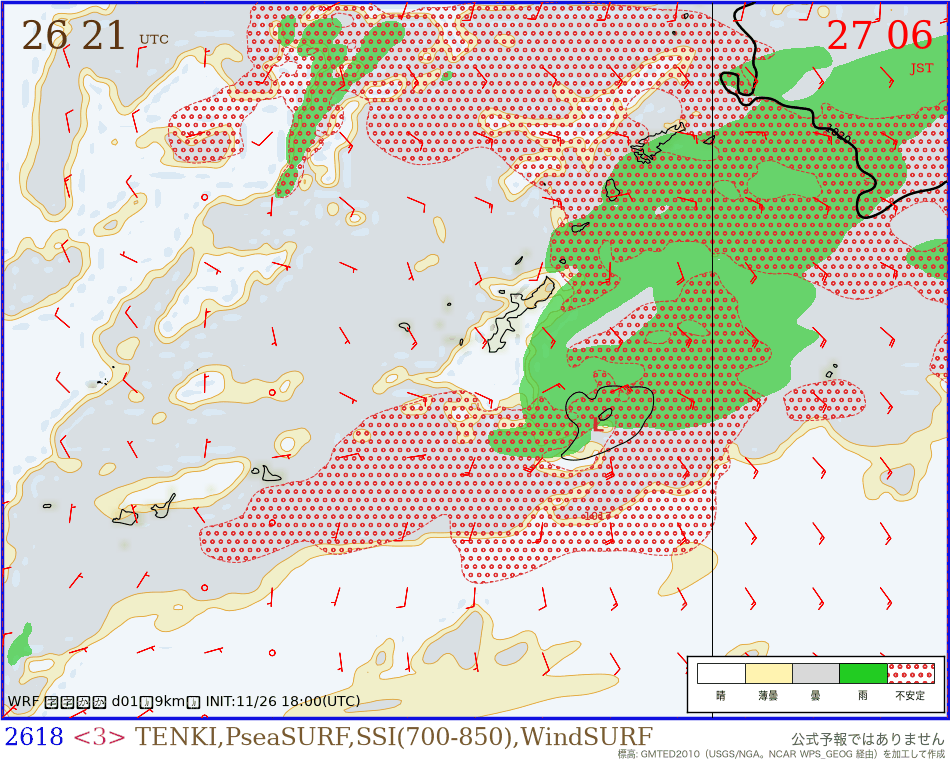 26 21 UTC
27 06
JST
1020
L
1017
晴 薄曇 曇 雨 不安定
WRF d01 9km INIT:11/26 18:00(UTC)
2618 <3> TENKI,PseaSURF,SSI(700-850),WindSURF
公式予報ではありません
標高: GMTED2010（USGS/NGA。NCAR WPS_GEOG 経由）を加工して作成